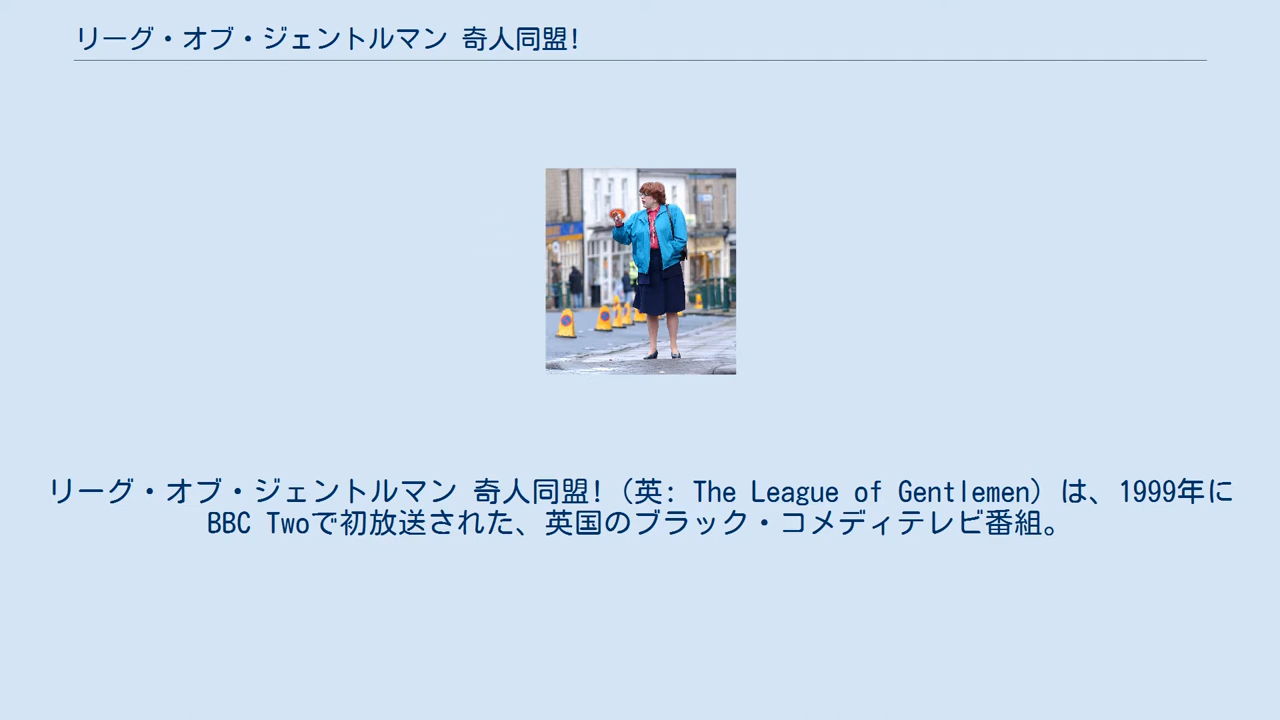 リーグ・オブ・ジェントルマン 奇人同盟!
リーグ・オブ・ジェントルマン 奇人同盟!（英: The League of Gentlemen）は、1999年に
BBC Twoで初放送された、英国のブラック・コメディテレビ番組。